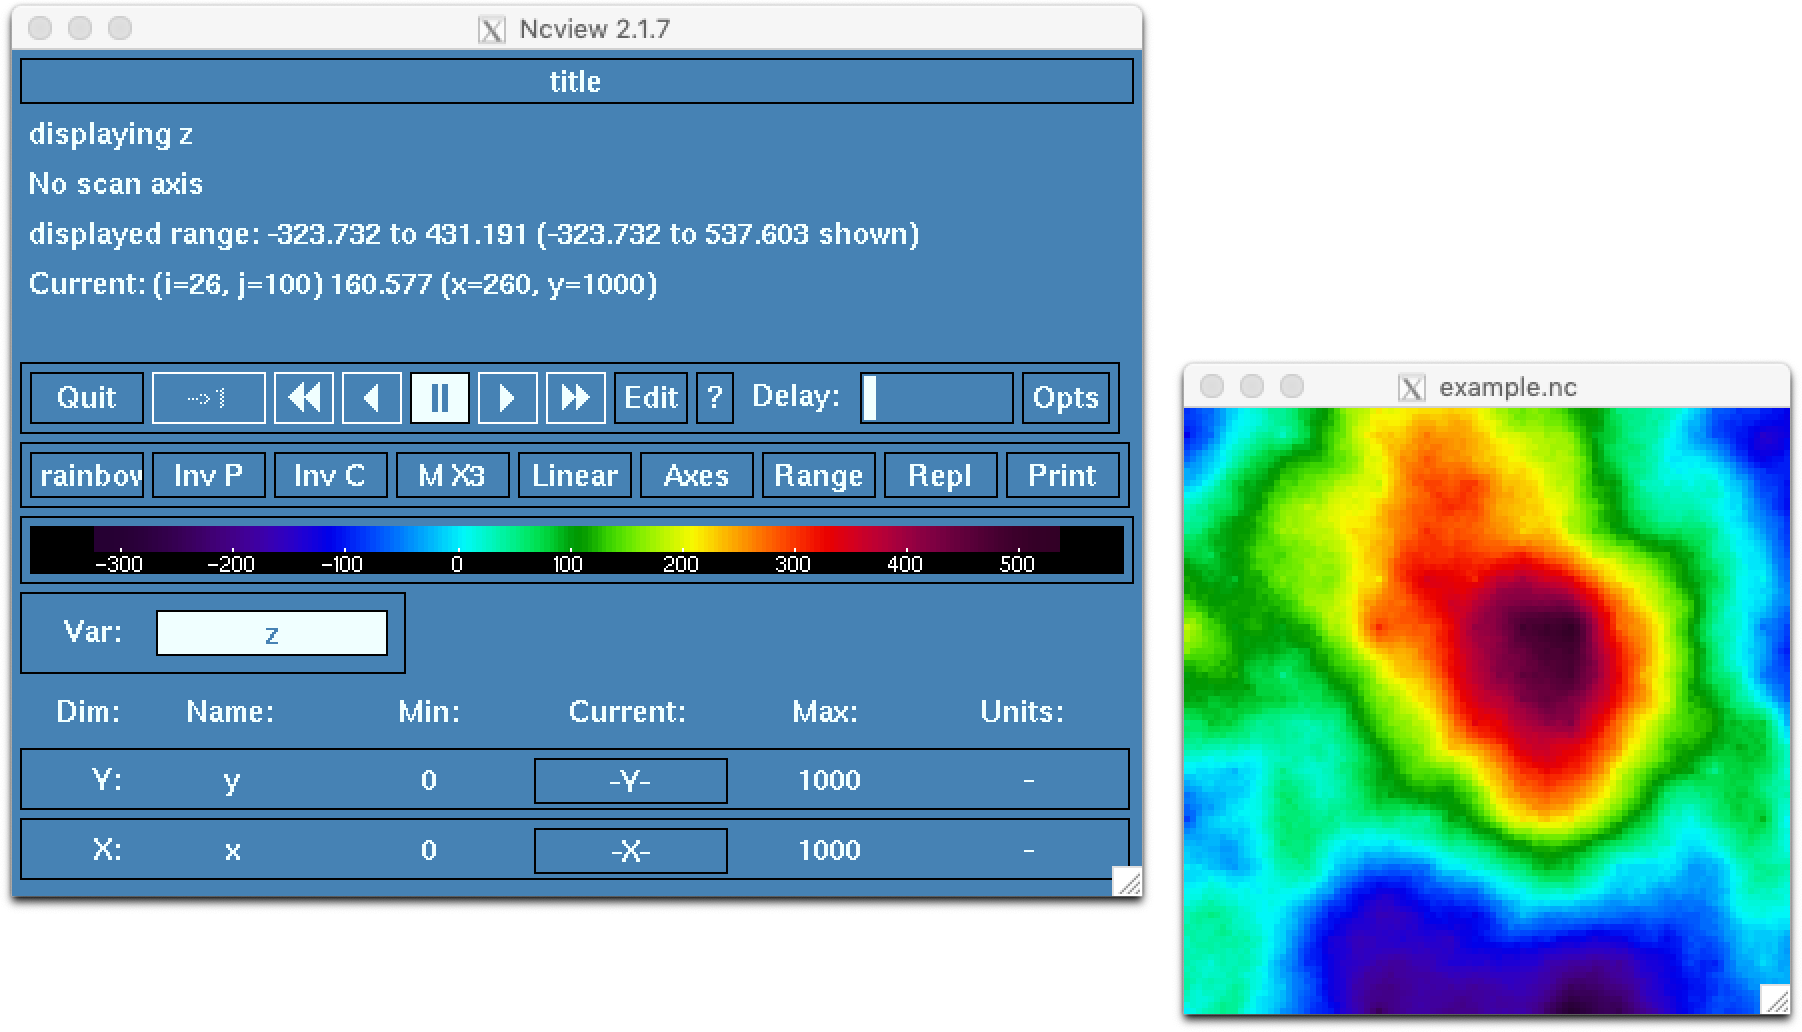 Ncview 2.1.7
title
displaying z
No scan axis
displayed range: -323.732 to 431.191 (-323.732 to 537.603 shown)
Current: (i=26, j=100) 160.577 (x=260, y=1000)
Quit -->1 Edit ? Delay: Opts
rainbow Inv P Inv C M X3 Linear Axes Range Repl Print
-300 -200 -100 0 100 200 300 400 500
Var: z
Dim: Name: Min: Current: Max: Units:
Y: y 0 -Y- 1000 -
X: x 0 -X- 1000 -
example.nc